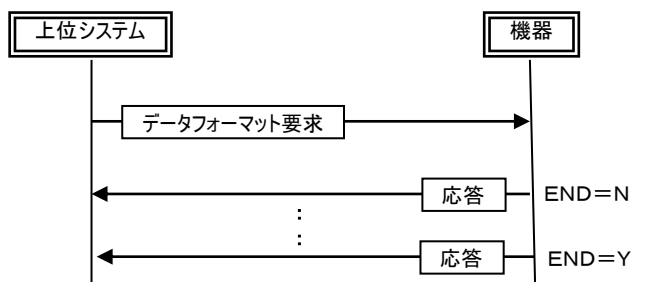 上位システム
機器
データフォーマット要求
応答
END=N
:
:
応答
END=Y